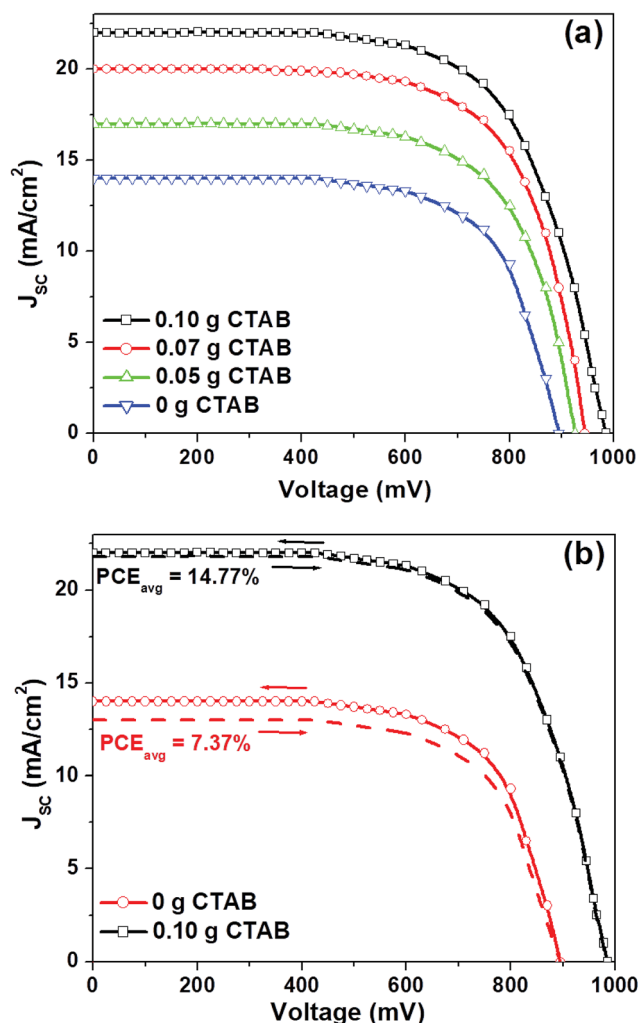 (a)
J_SC (mA/cm²)
20
15
10
5
0
0.10 g CTAB
0.07 g CTAB
0.05 g CTAB
0 g CTAB
0 200 400 600 800 1000
Voltage (mV)
(b)
J_SC (mA/cm²)
20
15
10
5
0
PCE_avg = 14.77%
PCE_avg = 7.37%
0 g CTAB
0.10 g CTAB
0 200 400 600 800 1000
Voltage (mV)